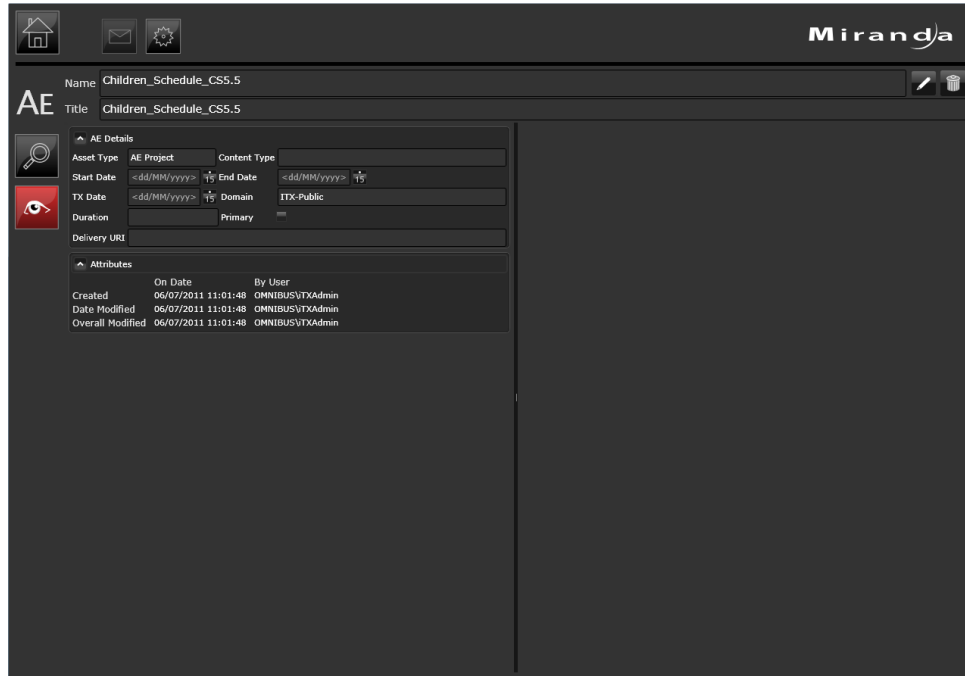 Miranda
Name Children_Schedule_CS5.5
AE
Title Children_Schedule_CS5.5
AE Details
Asset Type AE Project Content Type
Start Date <dd/MM/yyyy> 15 End Date <dd/MM/yyyy> 15
TX Date <dd/MM/yyyy> 15 Domain ITX-Public
Duration Primary
Delivery URI
Attributes
On Date By User
Created 06/07/2011 11:01:48 OMNIBUS\iTXAdmin
Date Modified 06/07/2011 11:01:48 OMNIBUS\iTXAdmin
Overall Modified 06/07/2011 11:01:48 OMNIBUS\iTXAdmin